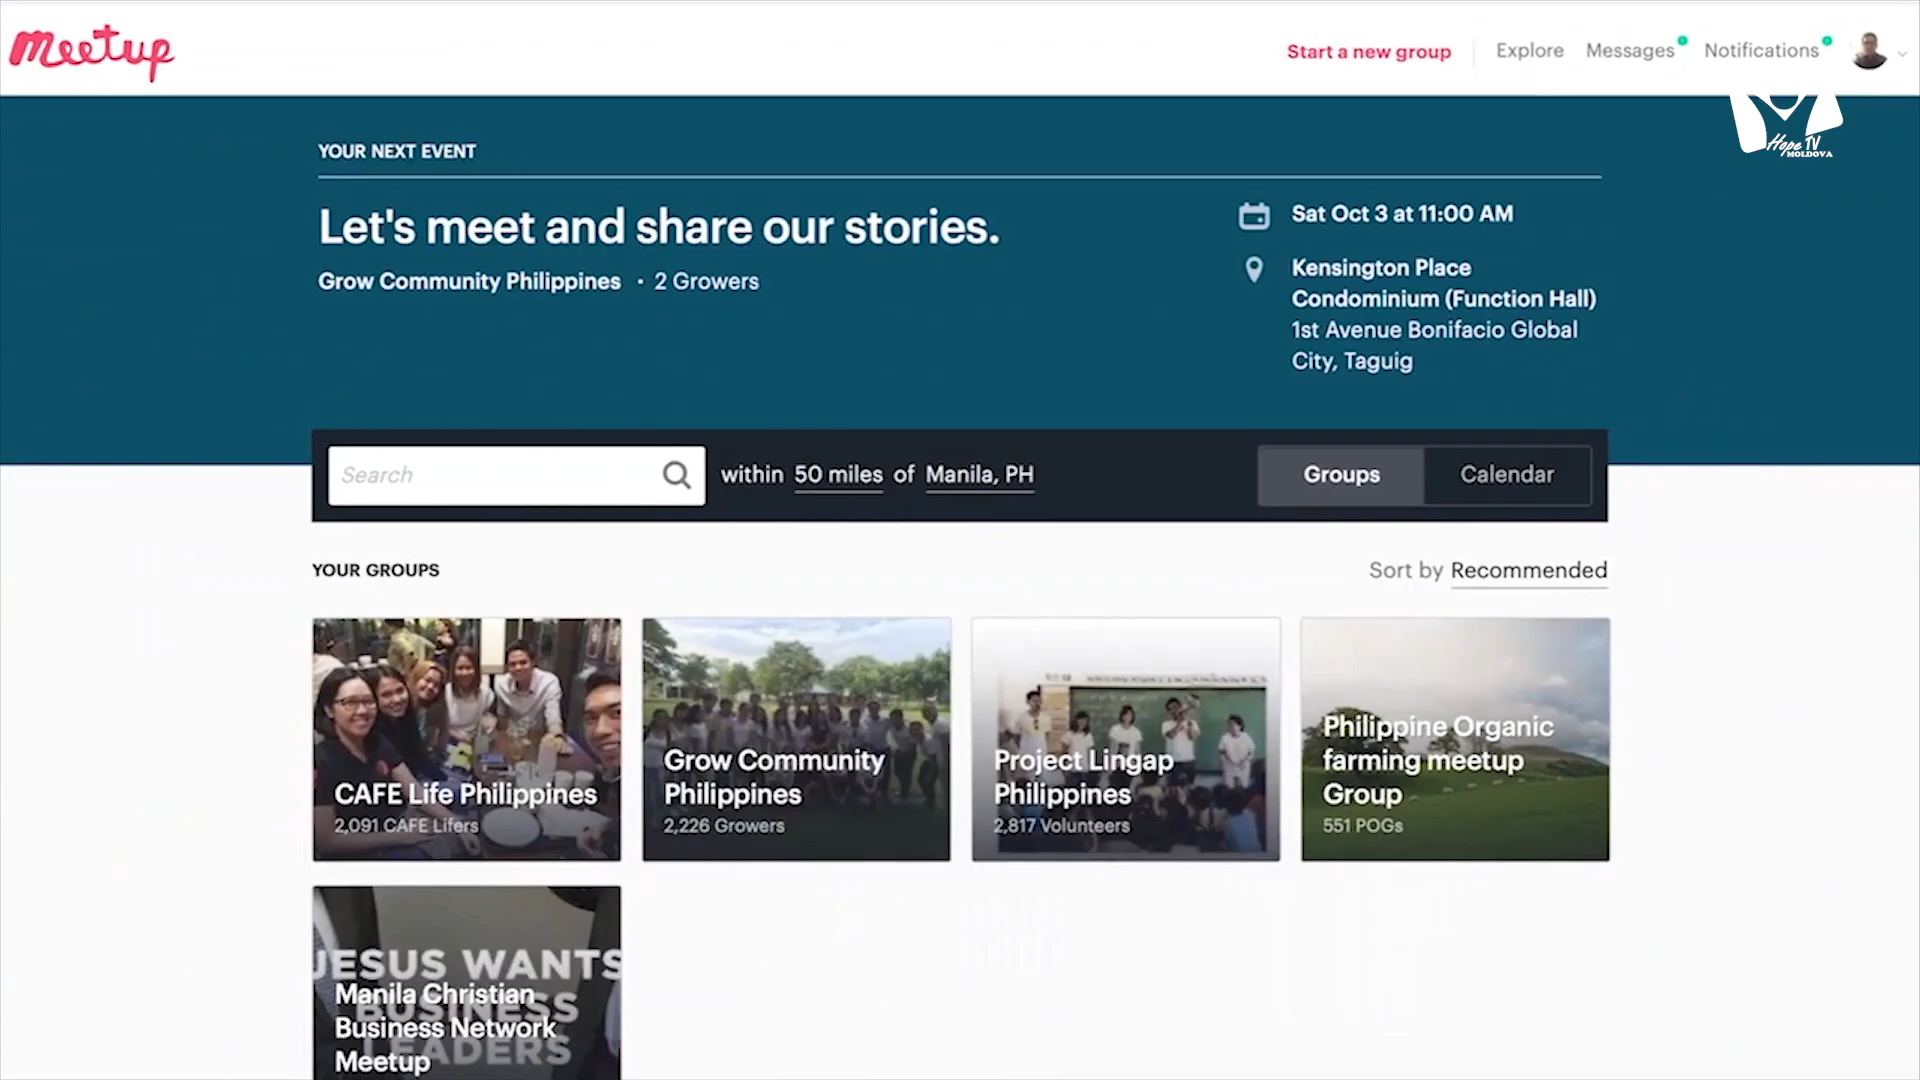 Meetup
Start a new group
Explore
Messages
Notifications
Hope TV
MOLDOVA
YOUR NEXT EVENT
Let's meet and share our stories.
Grow Community Philippines · 2 Growers
Sat Oct 3 at 11:00 AM
Kensington Place
Condominium (Function Hall)
1st Avenue Bonifacio Global
City, Taguig
Search
within 50 miles of Manila, PH
Groups
Calendar
YOUR GROUPS
Sort by Recommended
CAFE Life Philippines
2,091 CAFE Lifers
Grow Community
Philippines
2,226 Growers
Project Lingap
Philippines
2,817 Volunteers
Philippine Organic
farming meetup
Group
551 POGs
JESUS WANTS
BUSINESS
LEADERS
Manila Christian
Business Network
Meetup